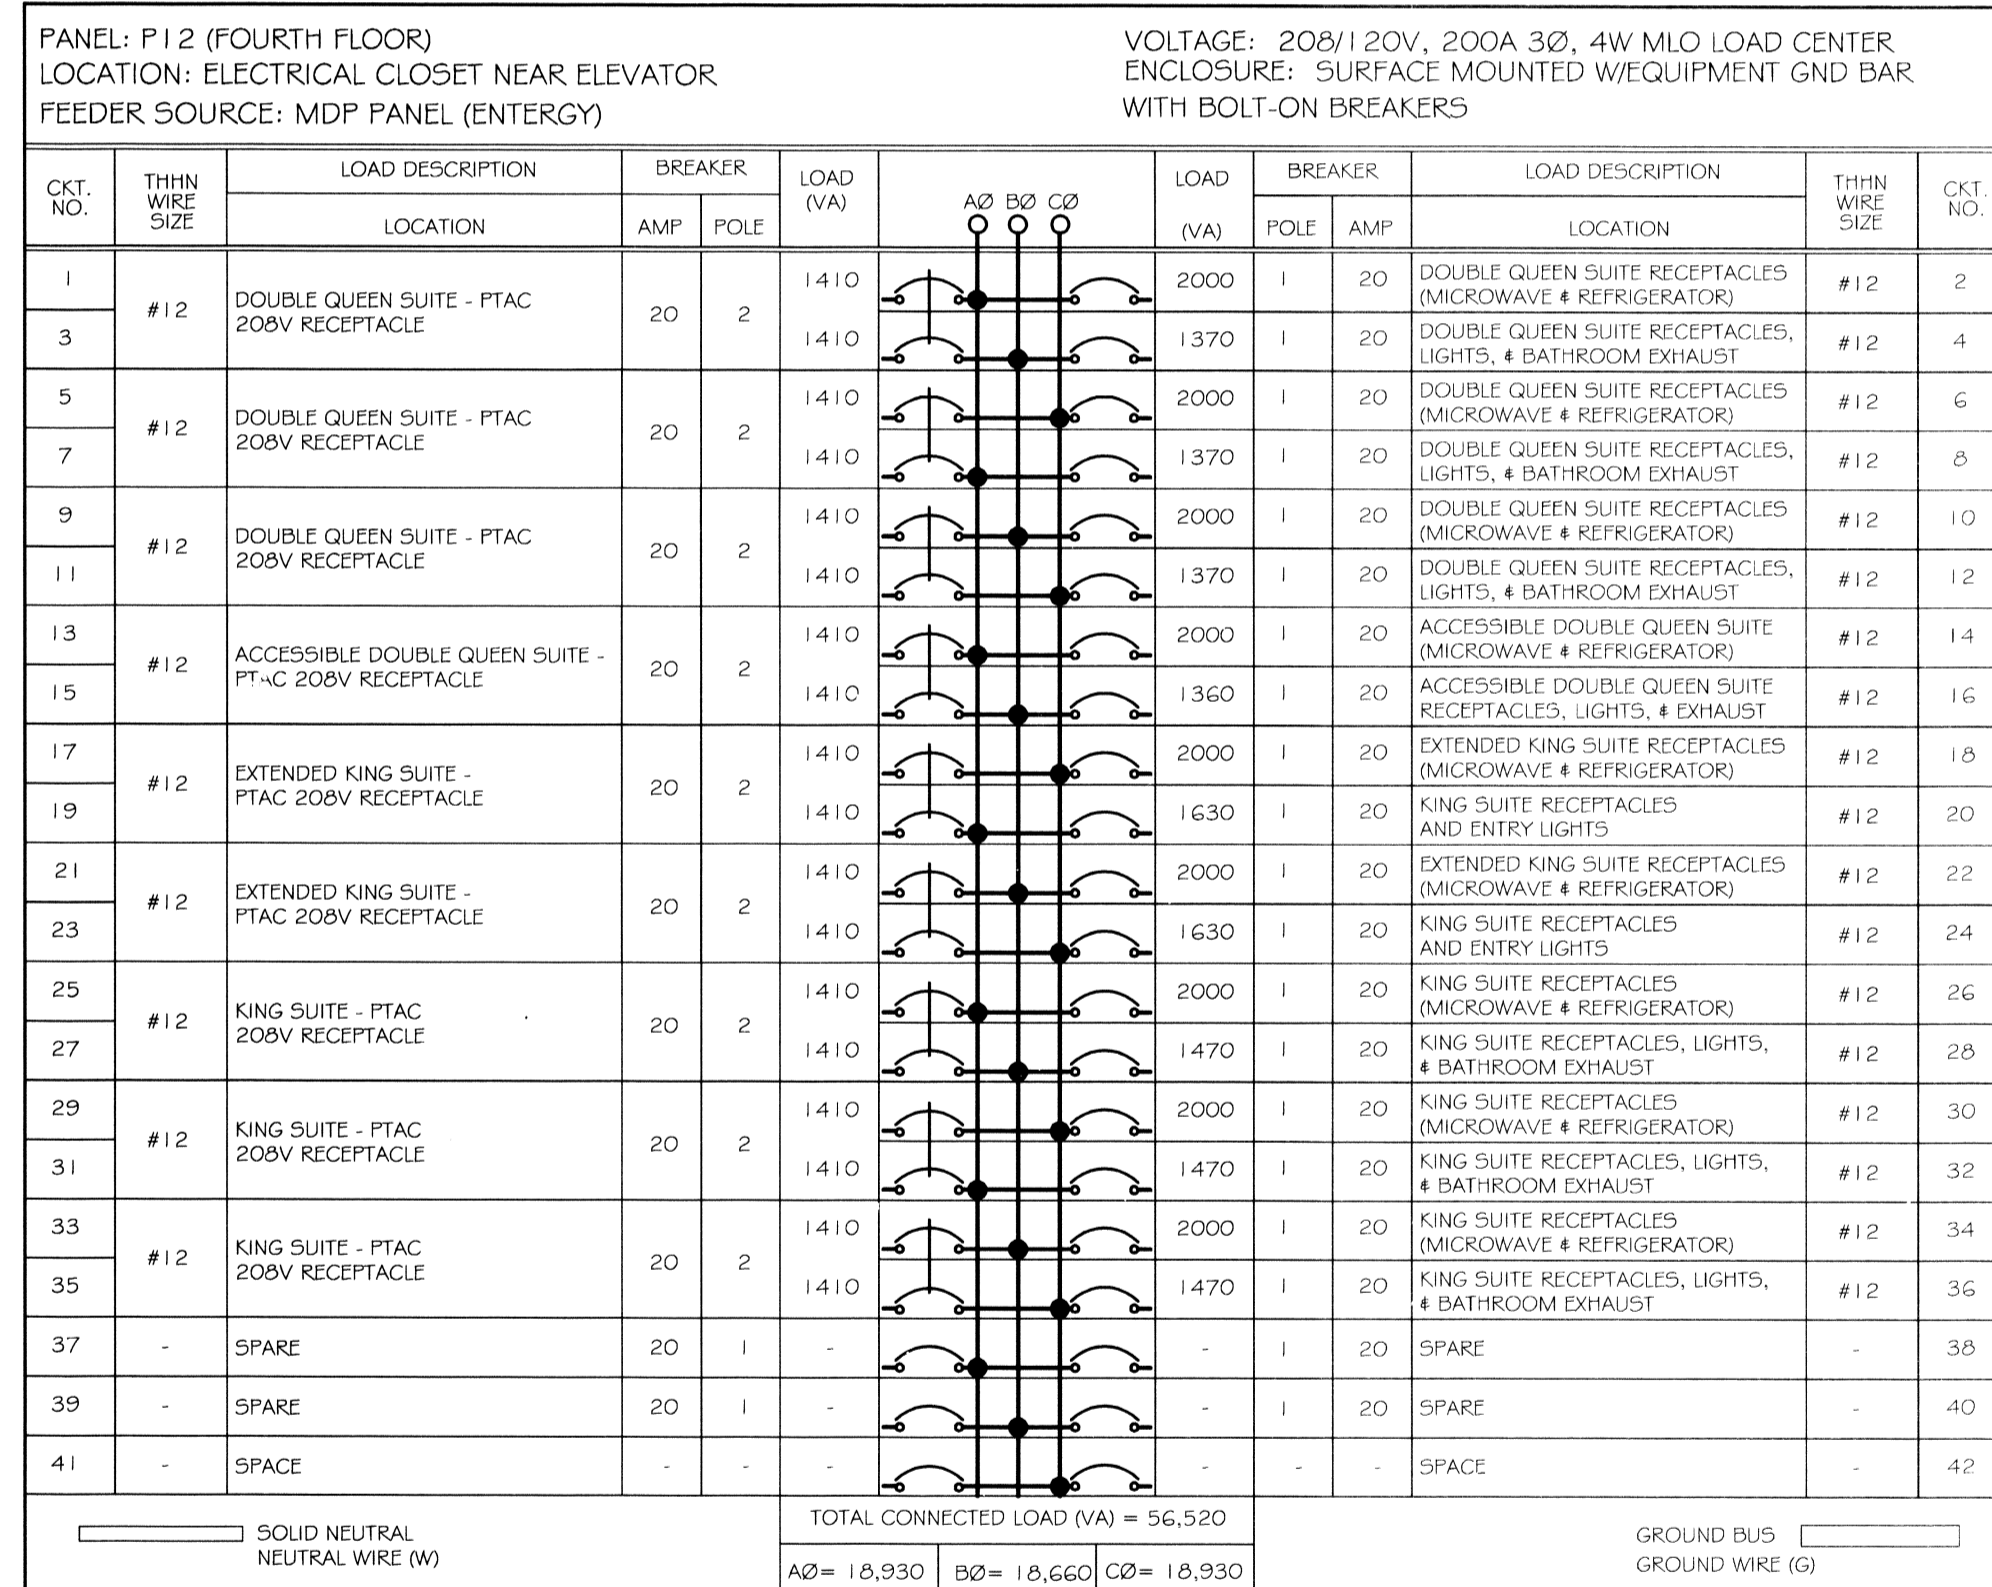 PANEL: P12 (FOURTH FLOOR)
LOCATION: ELECTRICAL CLOSET NEAR ELEVATOR
FEEDER SOURCE: MDP PANEL (ENTERGY)
VOLTAGE: 208/120V, 200A 3Ø, 4W MLO LOAD CENTER
ENCLOSURE: SURFACE MOUNTED W/EQUIPMENT GND BAR
WITH BOLT-ON BREAKERS
CKT. NO.
THHN WIRE SIZE
LOAD DESCRIPTION
LOCATION
BREAKER
AMP POLE
LOAD (VA)
AØ BØ CØ
LOAD (VA)
BREAKER
POLE AMP
LOAD DESCRIPTION
LOCATION
THHN WIRE SIZE
CKT. NO.
1 #12 DOUBLE QUEEN SUITE - PTAC 208V RECEPTACLE 20 2 1410 2000 1 20 DOUBLE QUEEN SUITE RECEPTACLES (MICROWAVE & REFRIGERATOR) #12 2
3 1410 1370 1 20 DOUBLE QUEEN SUITE RECEPTACLES, LIGHTS, & BATHROOM EXHAUST #12 4
5 #12 DOUBLE QUEEN SUITE - PTAC 208V RECEPTACLE 20 2 1410 2000 1 20 DOUBLE QUEEN SUITE RECEPTACLES (MICROWAVE & REFRIGERATOR) #12 6
7 1410 1370 1 20 DOUBLE QUEEN SUITE RECEPTACLES, LIGHTS, & BATHROOM EXHAUST #12 8
9 #12 DOUBLE QUEEN SUITE - PTAC 208V RECEPTACLE 20 2 1410 2000 1 20 DOUBLE QUEEN SUITE RECEPTACLES (MICROWAVE & REFRIGERATOR) #12 10
11 1410 1370 1 20 DOUBLE QUEEN SUITE RECEPTACLES, LIGHTS, & BATHROOM EXHAUST #12 12
13 #12 ACCESSIBLE DOUBLE QUEEN SUITE - PTAC 208V RECEPTACLE 20 2 1410 2000 1 20 ACCESSIBLE DOUBLE QUEEN SUITE (MICROWAVE & REFRIGERATOR) #12 14
15 1410 1360 1 20 ACCESSIBLE DOUBLE QUEEN SUITE RECEPTACLES, LIGHTS, & EXHAUST #12 16
17 #12 EXTENDED KING SUITE - PTAC 208V RECEPTACLE 20 2 1410 2000 1 20 EXTENDED KING SUITE RECEPTACLES (MICROWAVE & REFRIGERATOR) #12 18
19 1410 1630 1 20 KING SUITE RECEPTACLES AND ENTRY LIGHTS #12 20
21 #12 EXTENDED KING SUITE - PTAC 208V RECEPTACLE 20 2 1410 2000 1 20 EXTENDED KING SUITE RECEPTACLES (MICROWAVE & REFRIGERATOR) #12 22
23 1410 1630 1 20 KING SUITE RECEPTACLES AND ENTRY LIGHTS #12 24
25 #12 KING SUITE - PTAC 208V RECEPTACLE 20 2 1410 2000 1 20 KING SUITE RECEPTACLES (MICROWAVE & REFRIGERATOR) #12 26
27 1410 1470 1 20 KING SUITE RECEPTACLES, LIGHTS, & BATHROOM EXHAUST #12 28
29 #12 KING SUITE - PTAC 208V RECEPTACLE 20 2 1410 2000 1 20 KING SUITE RECEPTACLES (MICROWAVE & REFRIGERATOR) #12 30
31 1410 1470 1 20 KING SUITE RECEPTACLES, LIGHTS, & BATHROOM EXHAUST #12 32
33 #12 KING SUITE - PTAC 208V RECEPTACLE 20 2 1410 2000 1 20 KING SUITE RECEPTACLES (MICROWAVE & REFRIGERATOR) #12 34
35 1410 1470 1 20 KING SUITE RECEPTACLES, LIGHTS, & BATHROOM EXHAUST #12 36
37 - SPARE 20 1 - - 1 20 SPARE - 38
39 - SPARE 20 1 - - 1 20 SPARE - 40
41 - SPACE - - - - - - SPACE - 42
SOLID NEUTRAL
NEUTRAL WIRE (W)
TOTAL CONNECTED LOAD (VA) = 56,520
AØ= 18,930 BØ= 18,660 CØ= 18,930
GROUND BUS
GROUND WIRE (G)